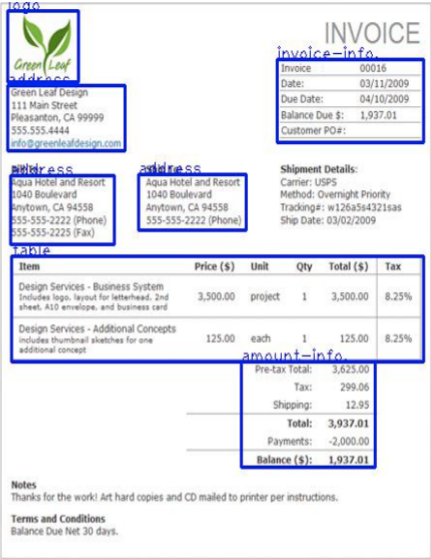 logo
Green Leaf
INVOICE
address
Green Leaf Design
111 Main Street
Pleasanton, CA 99999
555.555.4444
info@greenleafdesign.com
invoice-info.
Invoice 00016
Date: 03/11/2009
Due Date: 04/10/2009
Balance Due $: 1,937.01
Customer PO#:
address
Aqua Hotel and Resort
1040 Boulevard
Anytown, CA 94558
555-555-2222 (Phone)
555-555-2225 (Fax)
address
Aqua Hotel and Resort
1040 Boulevard
Anytown, CA 94558
555-555-2222 (Phone)
Shipment Details:
Carrier: USPS
Method: Overnight Priority
Tracking#: w126a5s4321sas
Ship Date: 03/02/2009
table
Item Price ($) Unit Qty Total ($) Tax
Design Services - Business System
Includes logo, layout for letterhead, 2nd
sheet, A10 envelope, and business card
3,500.00 project 1 3,500.00 8.25%
Design Services - Additional Concepts
includes thumbnail sketches for one
additional concept
125.00 each 1 125.00 8.25%
amount-info.
Pre-tax Total: 3,625.00
Tax: 299.06
Shipping: 12.95
Total: 3,937.01
Payments: -2,000.00
Balance ($): 1,937.01
Notes
Thanks for the work! Art hard copies and CD mailed to printer per instructions.
Terms and Conditions
Balance Due Net 30 days.